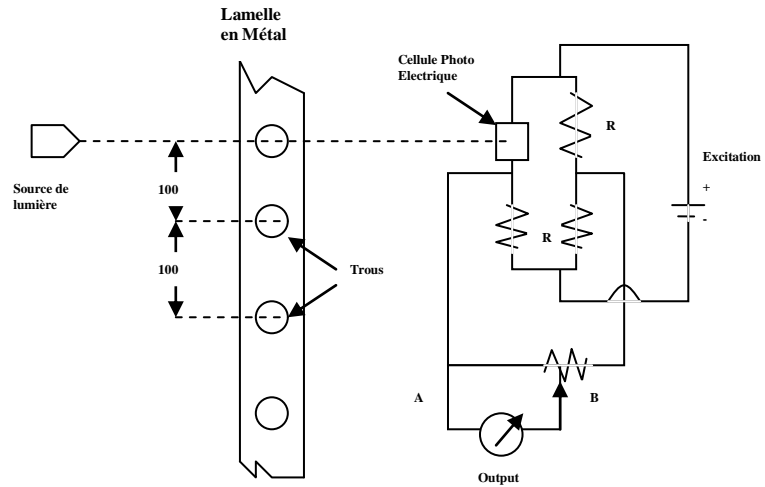 Lamelle
en Métal
Cellule Photo
Electrique
R
Excitation
+
-
Source de
lumière
100
R
100
Trous
A
B
Output